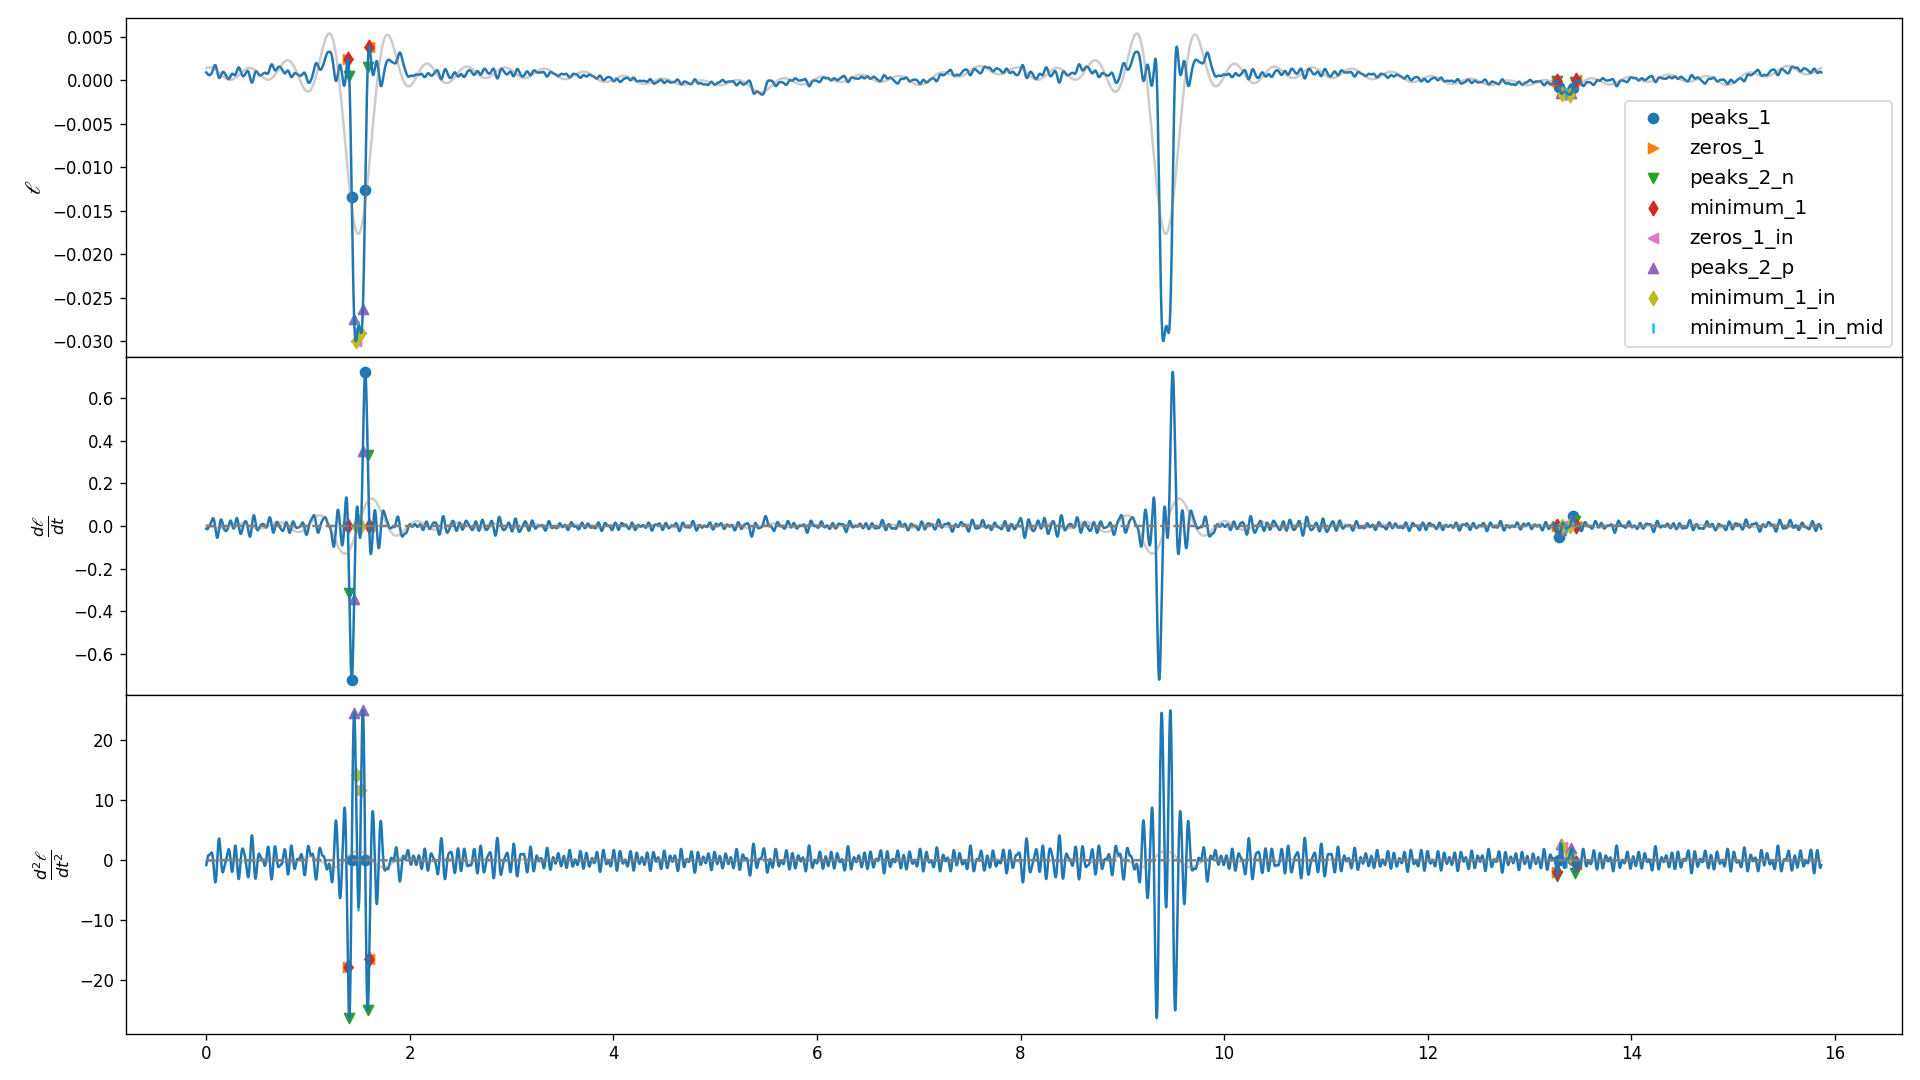 0.005
0.000
−0.005
−0.010
−0.015
−0.020
−0.025
−0.030
ℓ
peaks_1
zeros_1
peaks_2_n
minimum_1
zeros_1_in
peaks_2_p
minimum_1_in
minimum_1_in_mid
0.6
0.4
0.2
0.0
−0.2
−0.4
−0.6
dℓ
dt
20
10
0
−10
−20
d²ℓ
dt²
0 2 4 6 8 10 12 14 16